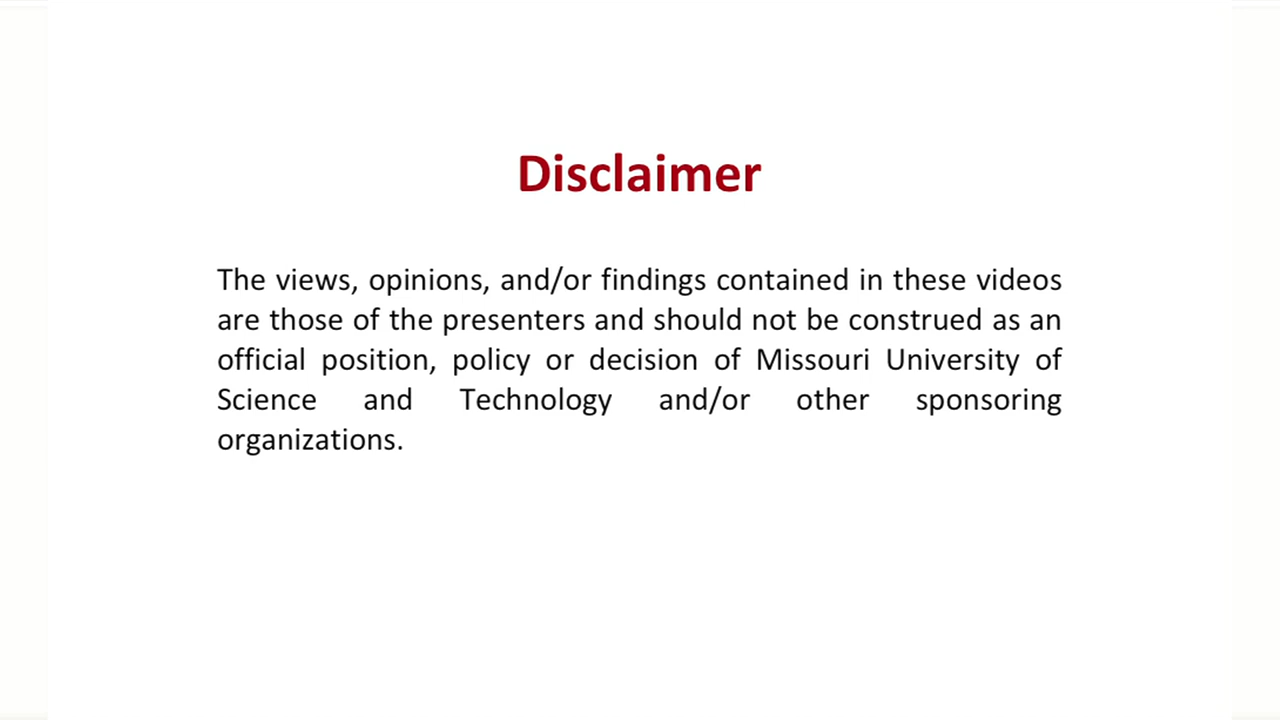 Disclaimer
The views, opinions, and/or findings contained in these videos
are those of the presenters and should not be construed as an
official position, policy or decision of Missouri University of
Science and Technology and/or other sponsoring
organizations.